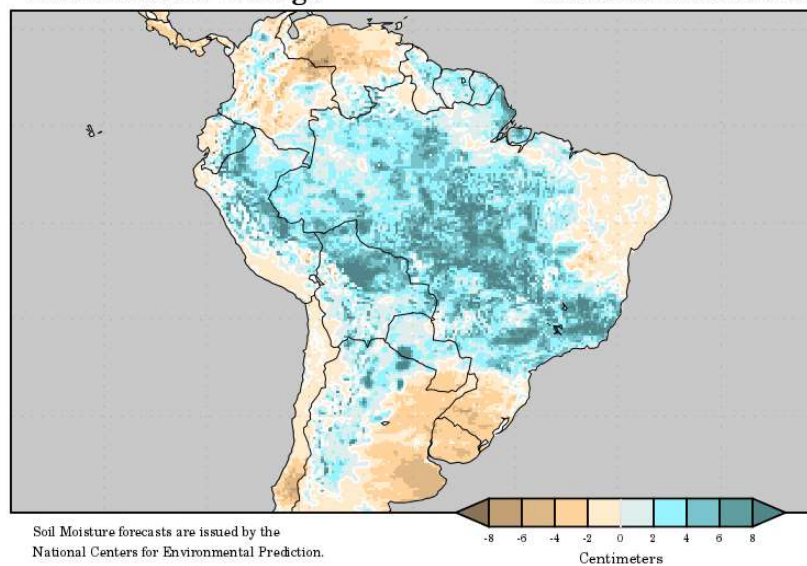 Soil Moisture forecasts are issued by the
National Centers for Environmental Prediction.
-8 -6 -4 -2 0 2 4 6 8
Centimeters